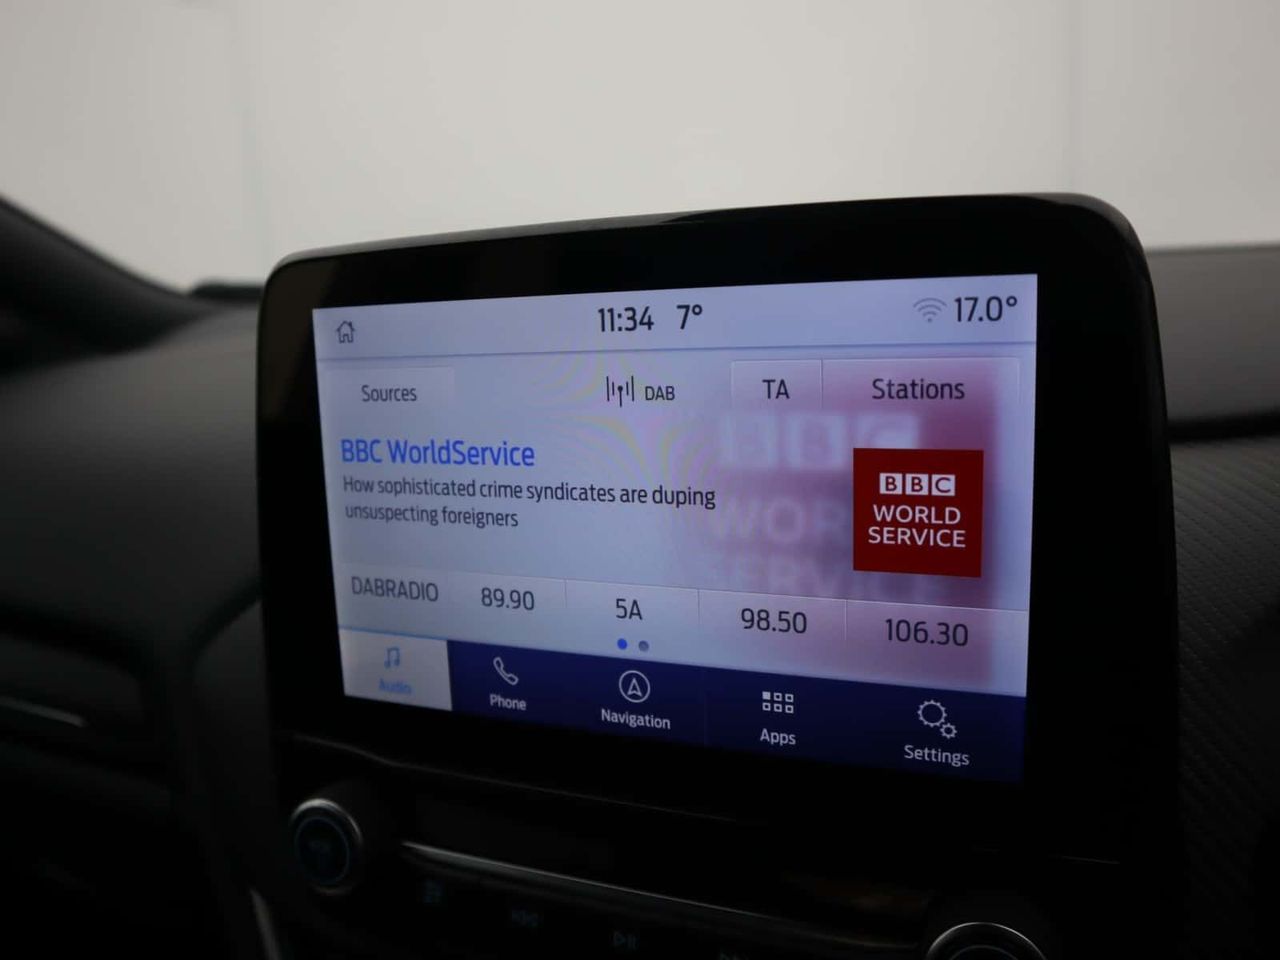 11:34 7° 17.0°
Sources DAB TA Stations
BBC WorldService
How sophisticated crime syndicates are duping
unsuspecting foreigners
BBC
WORLD
SERVICE
DABRADIO 89.90 5A 98.50 106.30
Audio Phone Navigation Apps Settings